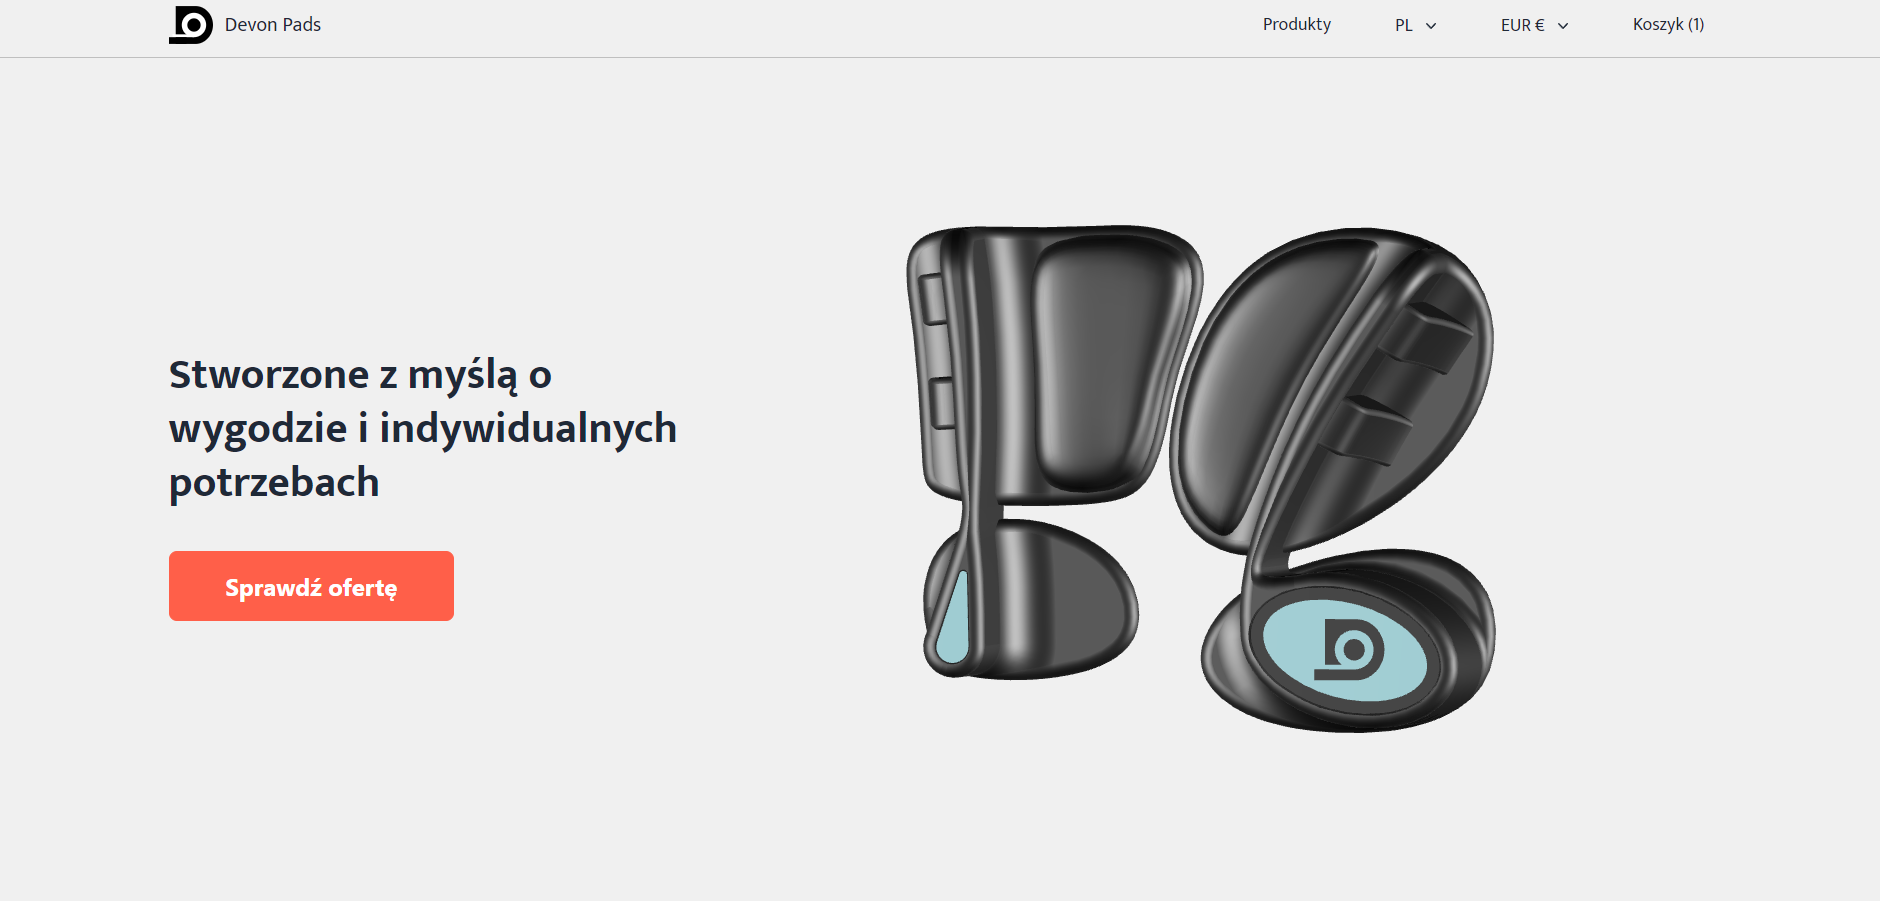 Devon Pads
Produkty
PL
EUR €
Koszyk (1)
Stworzone z myślą o
wygodzie i indywidualnych
potrzebach
Sprawdź ofertę